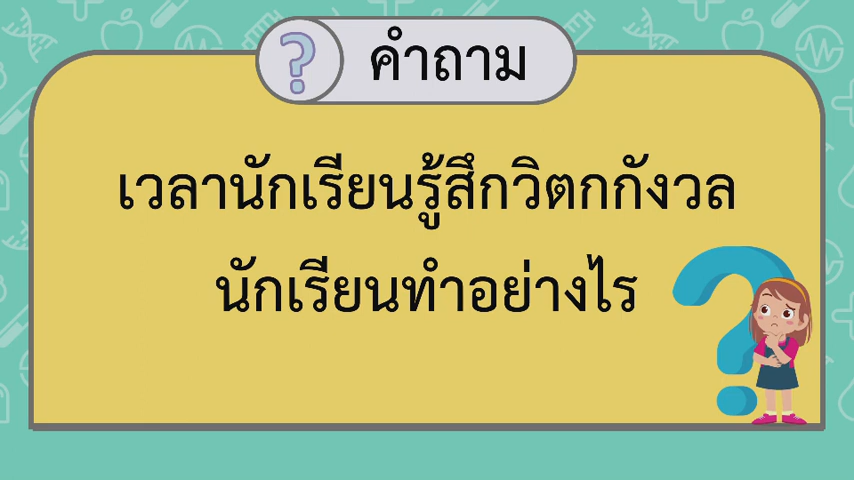 คำถาม
เวลานักเรียนรู้สึกวิตกกังวล
นักเรียนทำอย่างไร